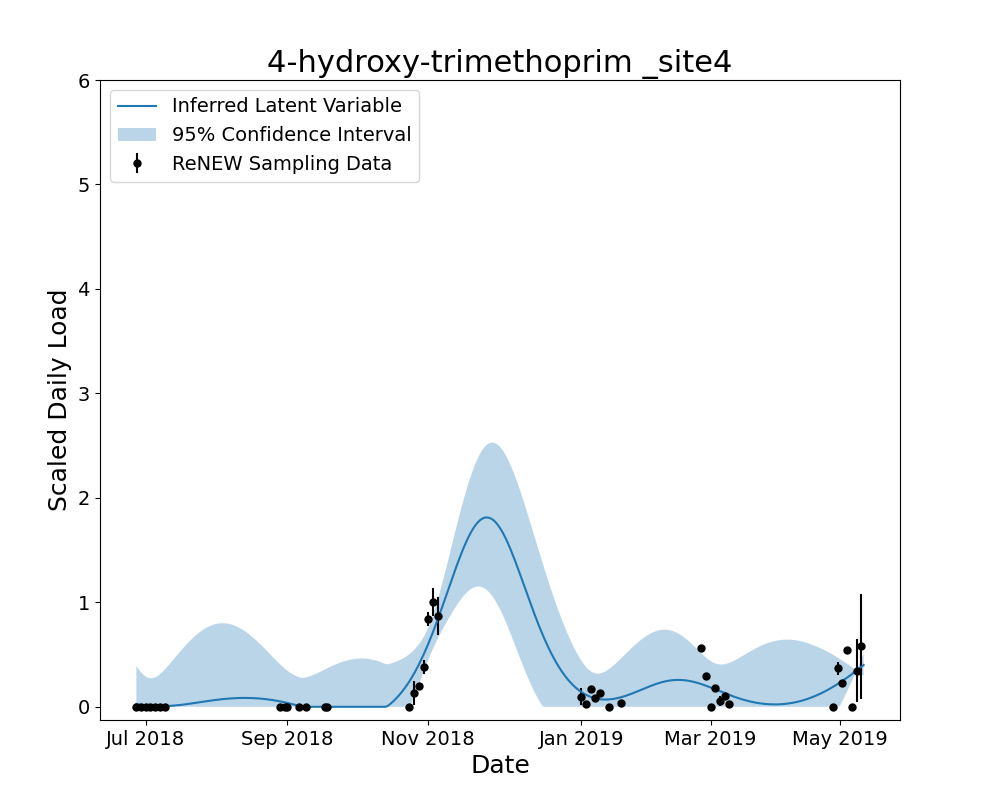 4-hydroxy-trimethoprim _site4
Inferred Latent Variable
95% Confidence Interval
ReNEW Sampling Data
6
5
4
3
2
1
0
Scaled Daily Load
Jul 2018 Sep 2018 Nov 2018 Jan 2019 Mar 2019 May 2019
Date